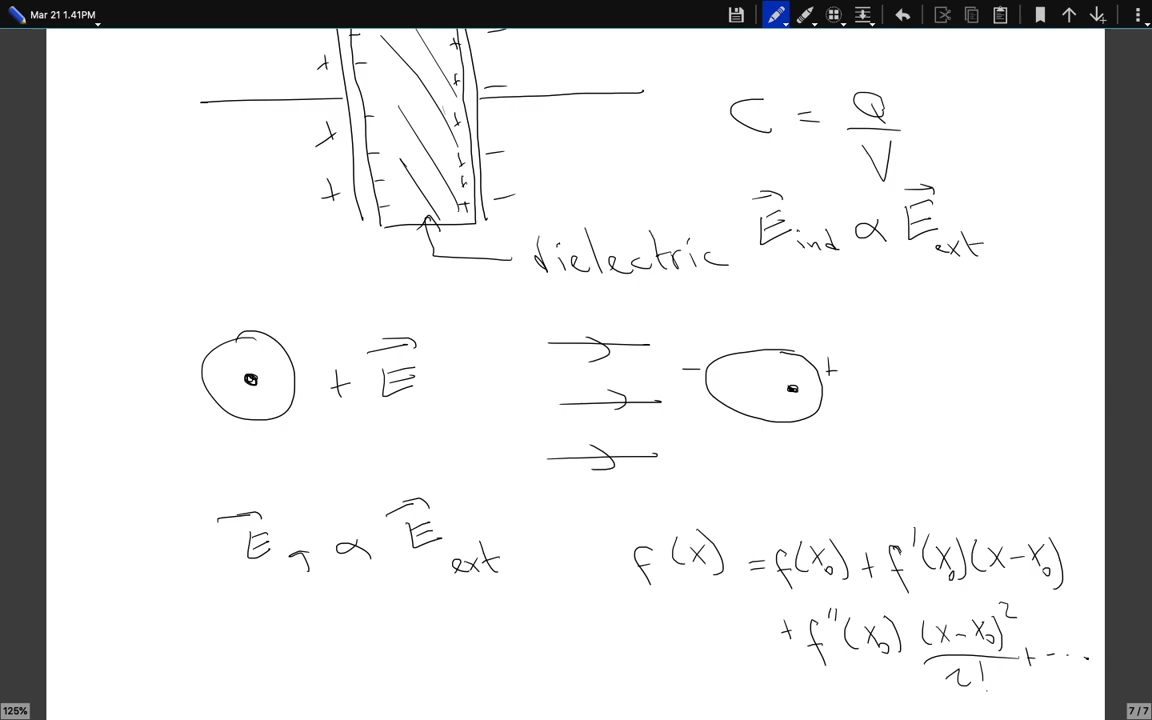 Mar 21 1.41PM
C = Q / V
E ind ∝ E ext
dielectric
+ E
- +
E ∝ E ext
f(x) = f(x₀) + f'(x₀)(x-x₀)
+ f''(x₀) (x-x₀)² / 2! + - ...
125%
7 / 7